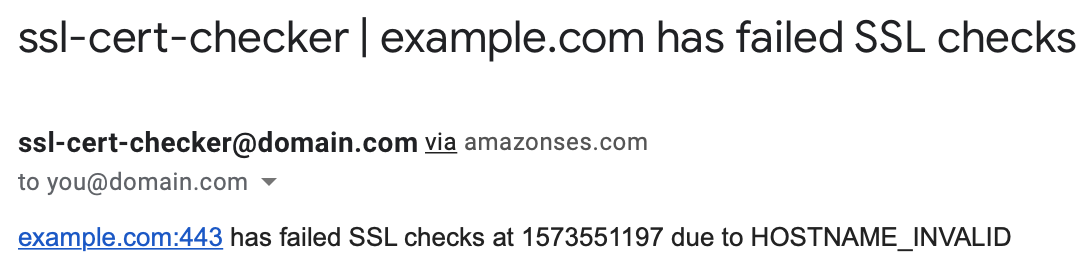 ssl-cert-checker | example.com has failed SSL checks
ssl-cert-checker@domain.com via amazonses.com
to you@domain.com
example.com:443 has failed SSL checks at 1573551197 due to HOSTNAME_INVALID